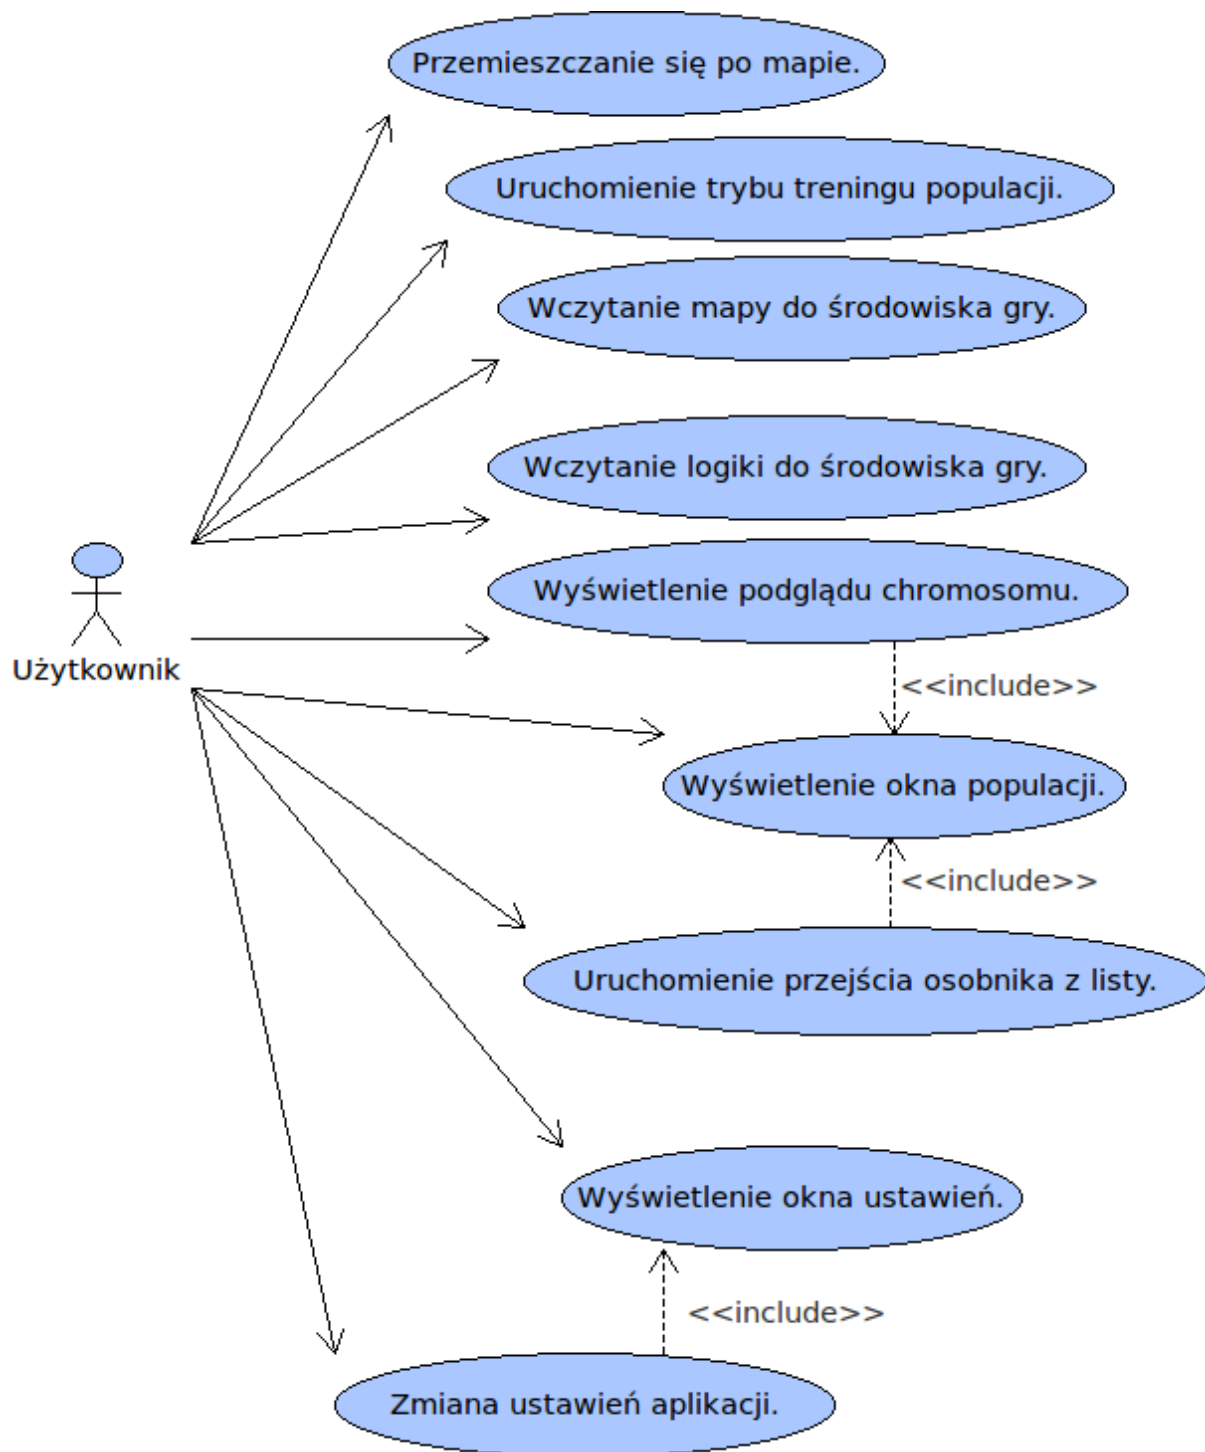 Przemieszczanie się po mapie.
Uruchomienie trybu treningu populacji.
Wczytanie mapy do środowiska gry.
Wczytanie logiki do środowiska gry.
Wyświetlenie podglądu chromosomu.
Użytkownik
<<include>>
Wyświetlenie okna populacji.
<<include>>
Uruchomienie przejścia osobnika z listy.
Wyświetlenie okna ustawień.
<<include>>
Zmiana ustawień aplikacji.